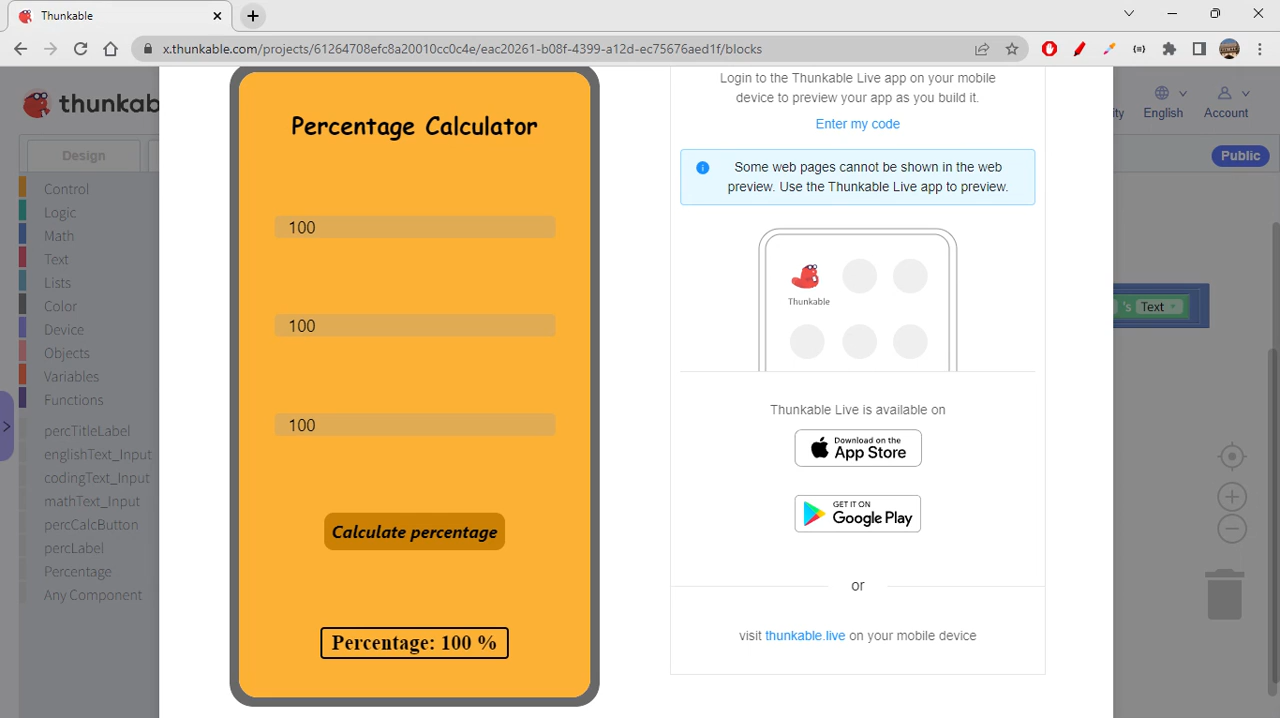 Thunkable
x.thunkable.com/projects/61264708efc8a20010cc0c4e/eac20261-b08f-4399-a12d-ec75676aed1f/blocks
thunkab
ity
English
Account
Design
Public
Control
Logic
Math
Text
Lists
Color
Device
Objects
Variables
Functions
percTitleLabel
englishText_Input
codingText_Input
mathText_Input
percCalcButton
percLabel
Percentage
Any Component
Percentage Calculator
100
100
100
Calculate percentage
Percentage: 100 %
Login to the Thunkable Live app on your mobile
device to preview your app as you build it.
Enter my code
Some web pages cannot be shown in the web
preview. Use the Thunkable Live app to preview.
Thunkable
Thunkable Live is available on
Download on the
App Store
GET IT ON
Google Play
or
visit thunkable.live on your mobile device
's Text